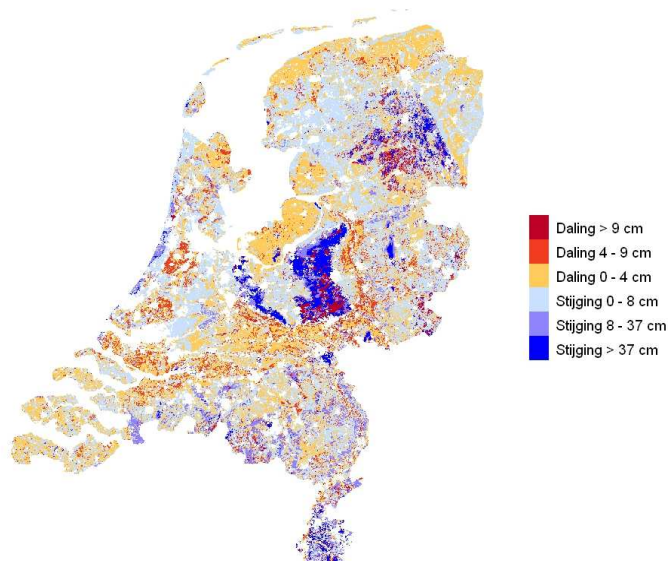 Daling > 9 cm
Daling 4 - 9 cm
Daling 0 - 4 cm
Stijging 0 - 8 cm
Stijging 8 - 37 cm
Stijging > 37 cm